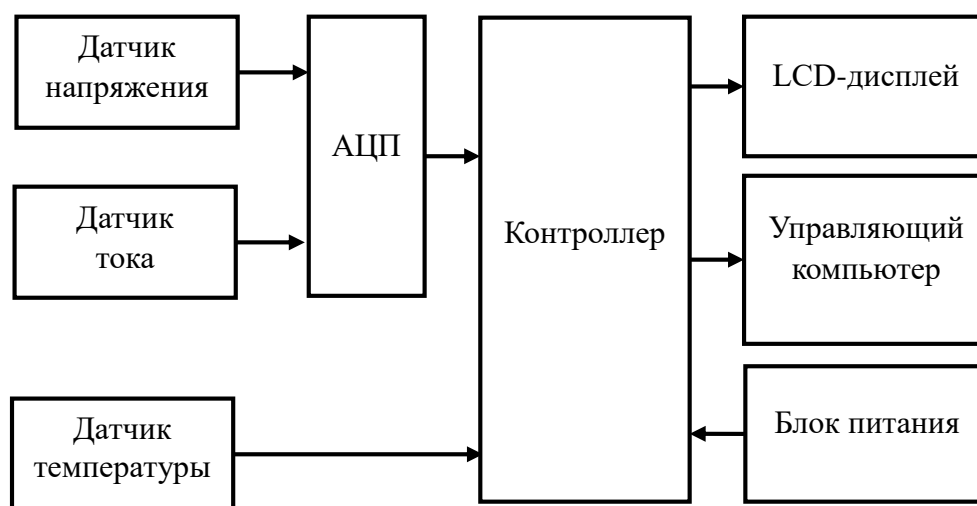 Датчик
напряжения
АЦП
Датчик
тока
Датчик
температуры
Контроллер
LCD-дисплей
Управляющий
компьютер
Блок питания